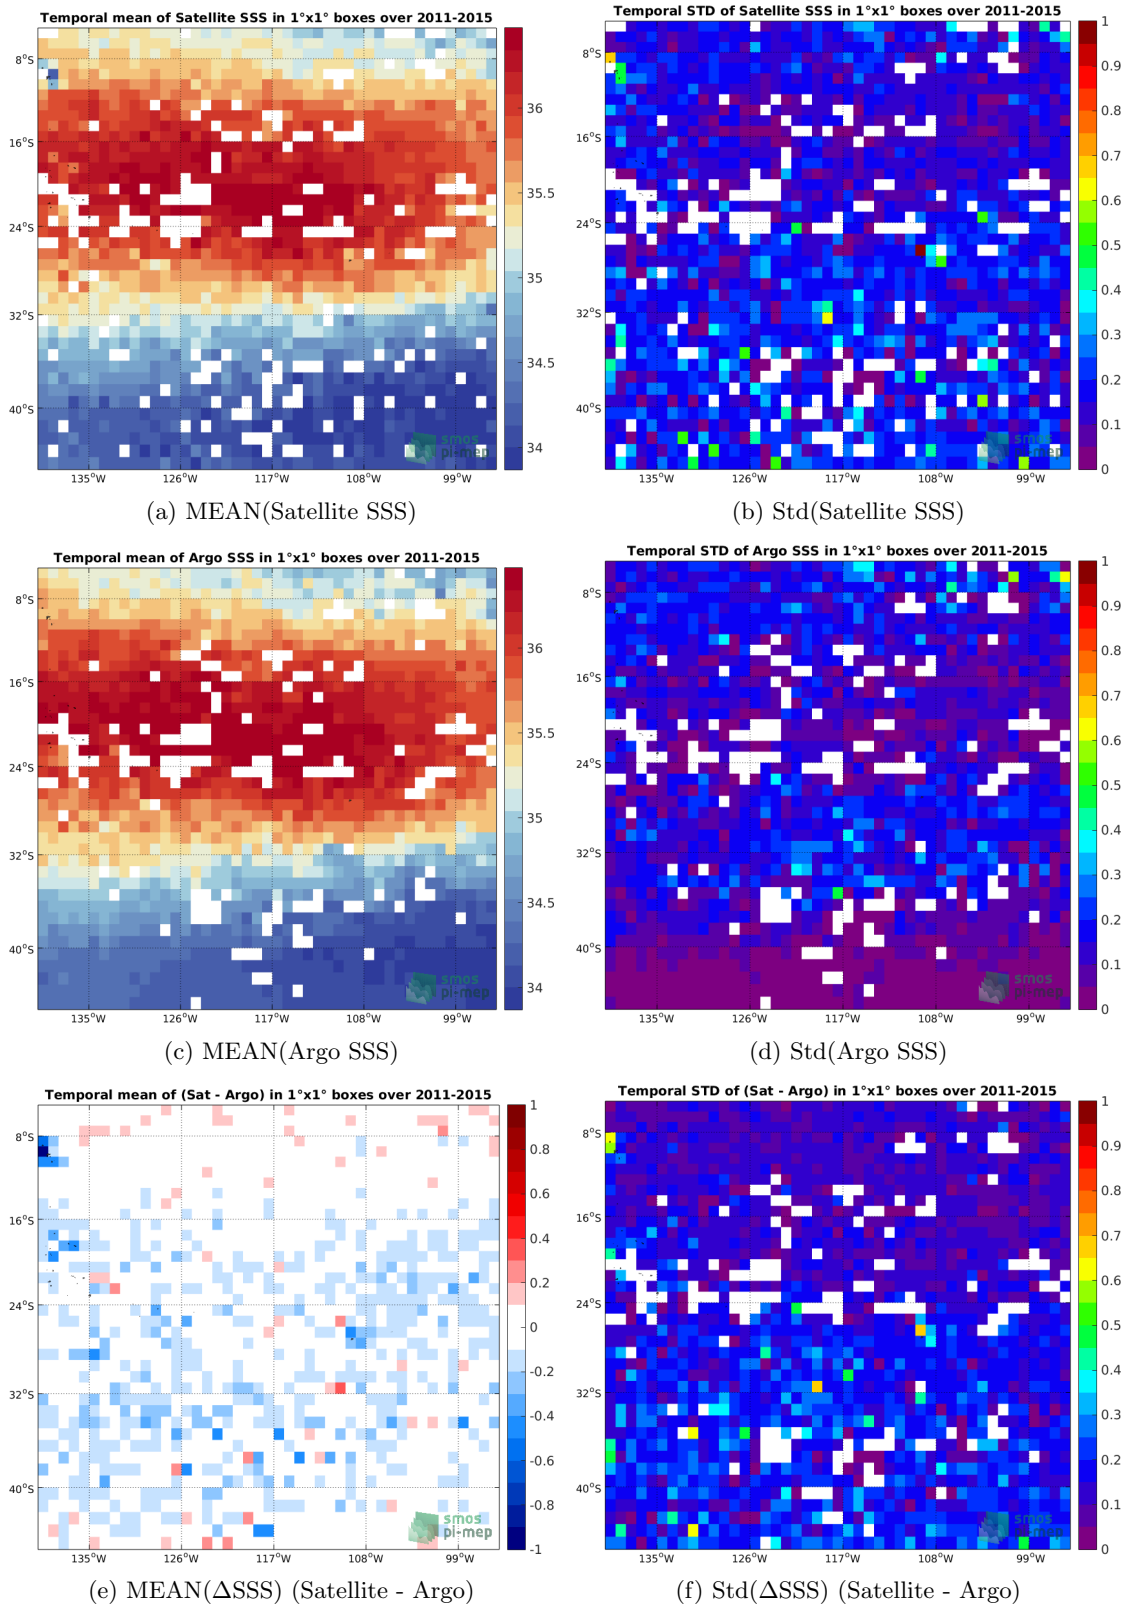 Temporal mean of Satellite SSS in 1°x1° boxes over 2011-2015
8°S
16°S
24°S
32°S
40°S
135°W 126°W 117°W 108°W 99°W
36
35.5
35
34.5
34
smos
pi-mep
(a) MEAN(Satellite SSS)
Temporal STD of Satellite SSS in 1°x1° boxes over 2011-2015
8°S
16°S
24°S
32°S
40°S
135°W 126°W 117°W 108°W 99°W
1
0.9
0.8
0.7
0.6
0.5
0.4
0.3
0.2
0.1
0
smos
pi-mep
(b) Std(Satellite SSS)
Temporal mean of Argo SSS in 1°x1° boxes over 2011-2015
8°S
16°S
24°S
32°S
40°S
135°W 126°W 117°W 108°W 99°W
36
35.5
35
34.5
34
smos
pi-mep
(c) MEAN(Argo SSS)
Temporal STD of Argo SSS in 1°x1° boxes over 2011-2015
8°S
16°S
24°S
32°S
40°S
135°W 126°W 117°W 108°W 99°W
1
0.9
0.8
0.7
0.6
0.5
0.4
0.3
0.2
0.1
0
smos
pi-mep
(d) Std(Argo SSS)
Temporal mean of (Sat - Argo) in 1°x1° boxes over 2011-2015
8°S
16°S
24°S
32°S
40°S
135°W 126°W 117°W 108°W 99°W
1
0.8
0.6
0.4
0.2
0
-0.2
-0.4
-0.6
-0.8
-1
smos
pi-mep
(e) MEAN(ΔSSS) (Satellite - Argo)
Temporal STD of (Sat - Argo) in 1°x1° boxes over 2011-2015
8°S
16°S
24°S
32°S
40°S
135°W 126°W 117°W 108°W 99°W
1
0.9
0.8
0.7
0.6
0.5
0.4
0.3
0.2
0.1
0
smos
pi-mep
(f) Std(ΔSSS) (Satellite - Argo)